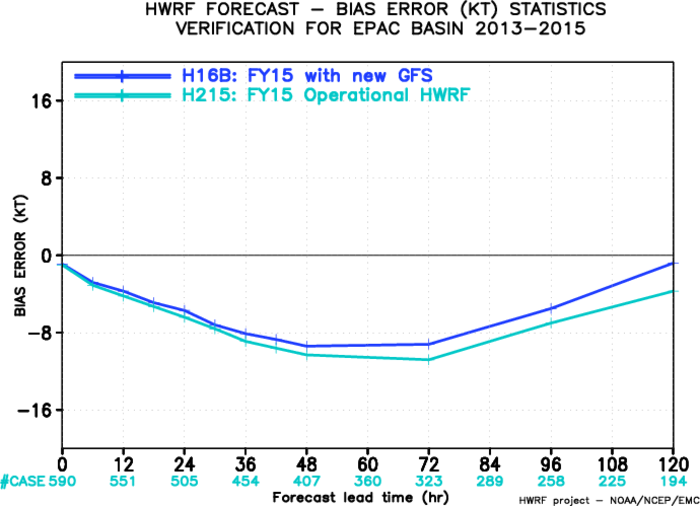 HWRF FORECAST – BIAS ERROR (KT) STATISTICS
VERIFICATION FOR EPAC BASIN 2013–2015
H16B: FY15 with new GFS
H215: FY15 Operational HWRF
16
8
0
−8
−16
BIAS ERROR (KT)
0 12 24 36 48 60 72 84 96 108 120
#CASE 590 551 505 454 407 360 323 289 258 225 194
Forecast lead time (hr)
HWRF project – NOAA/NCEP/EMC